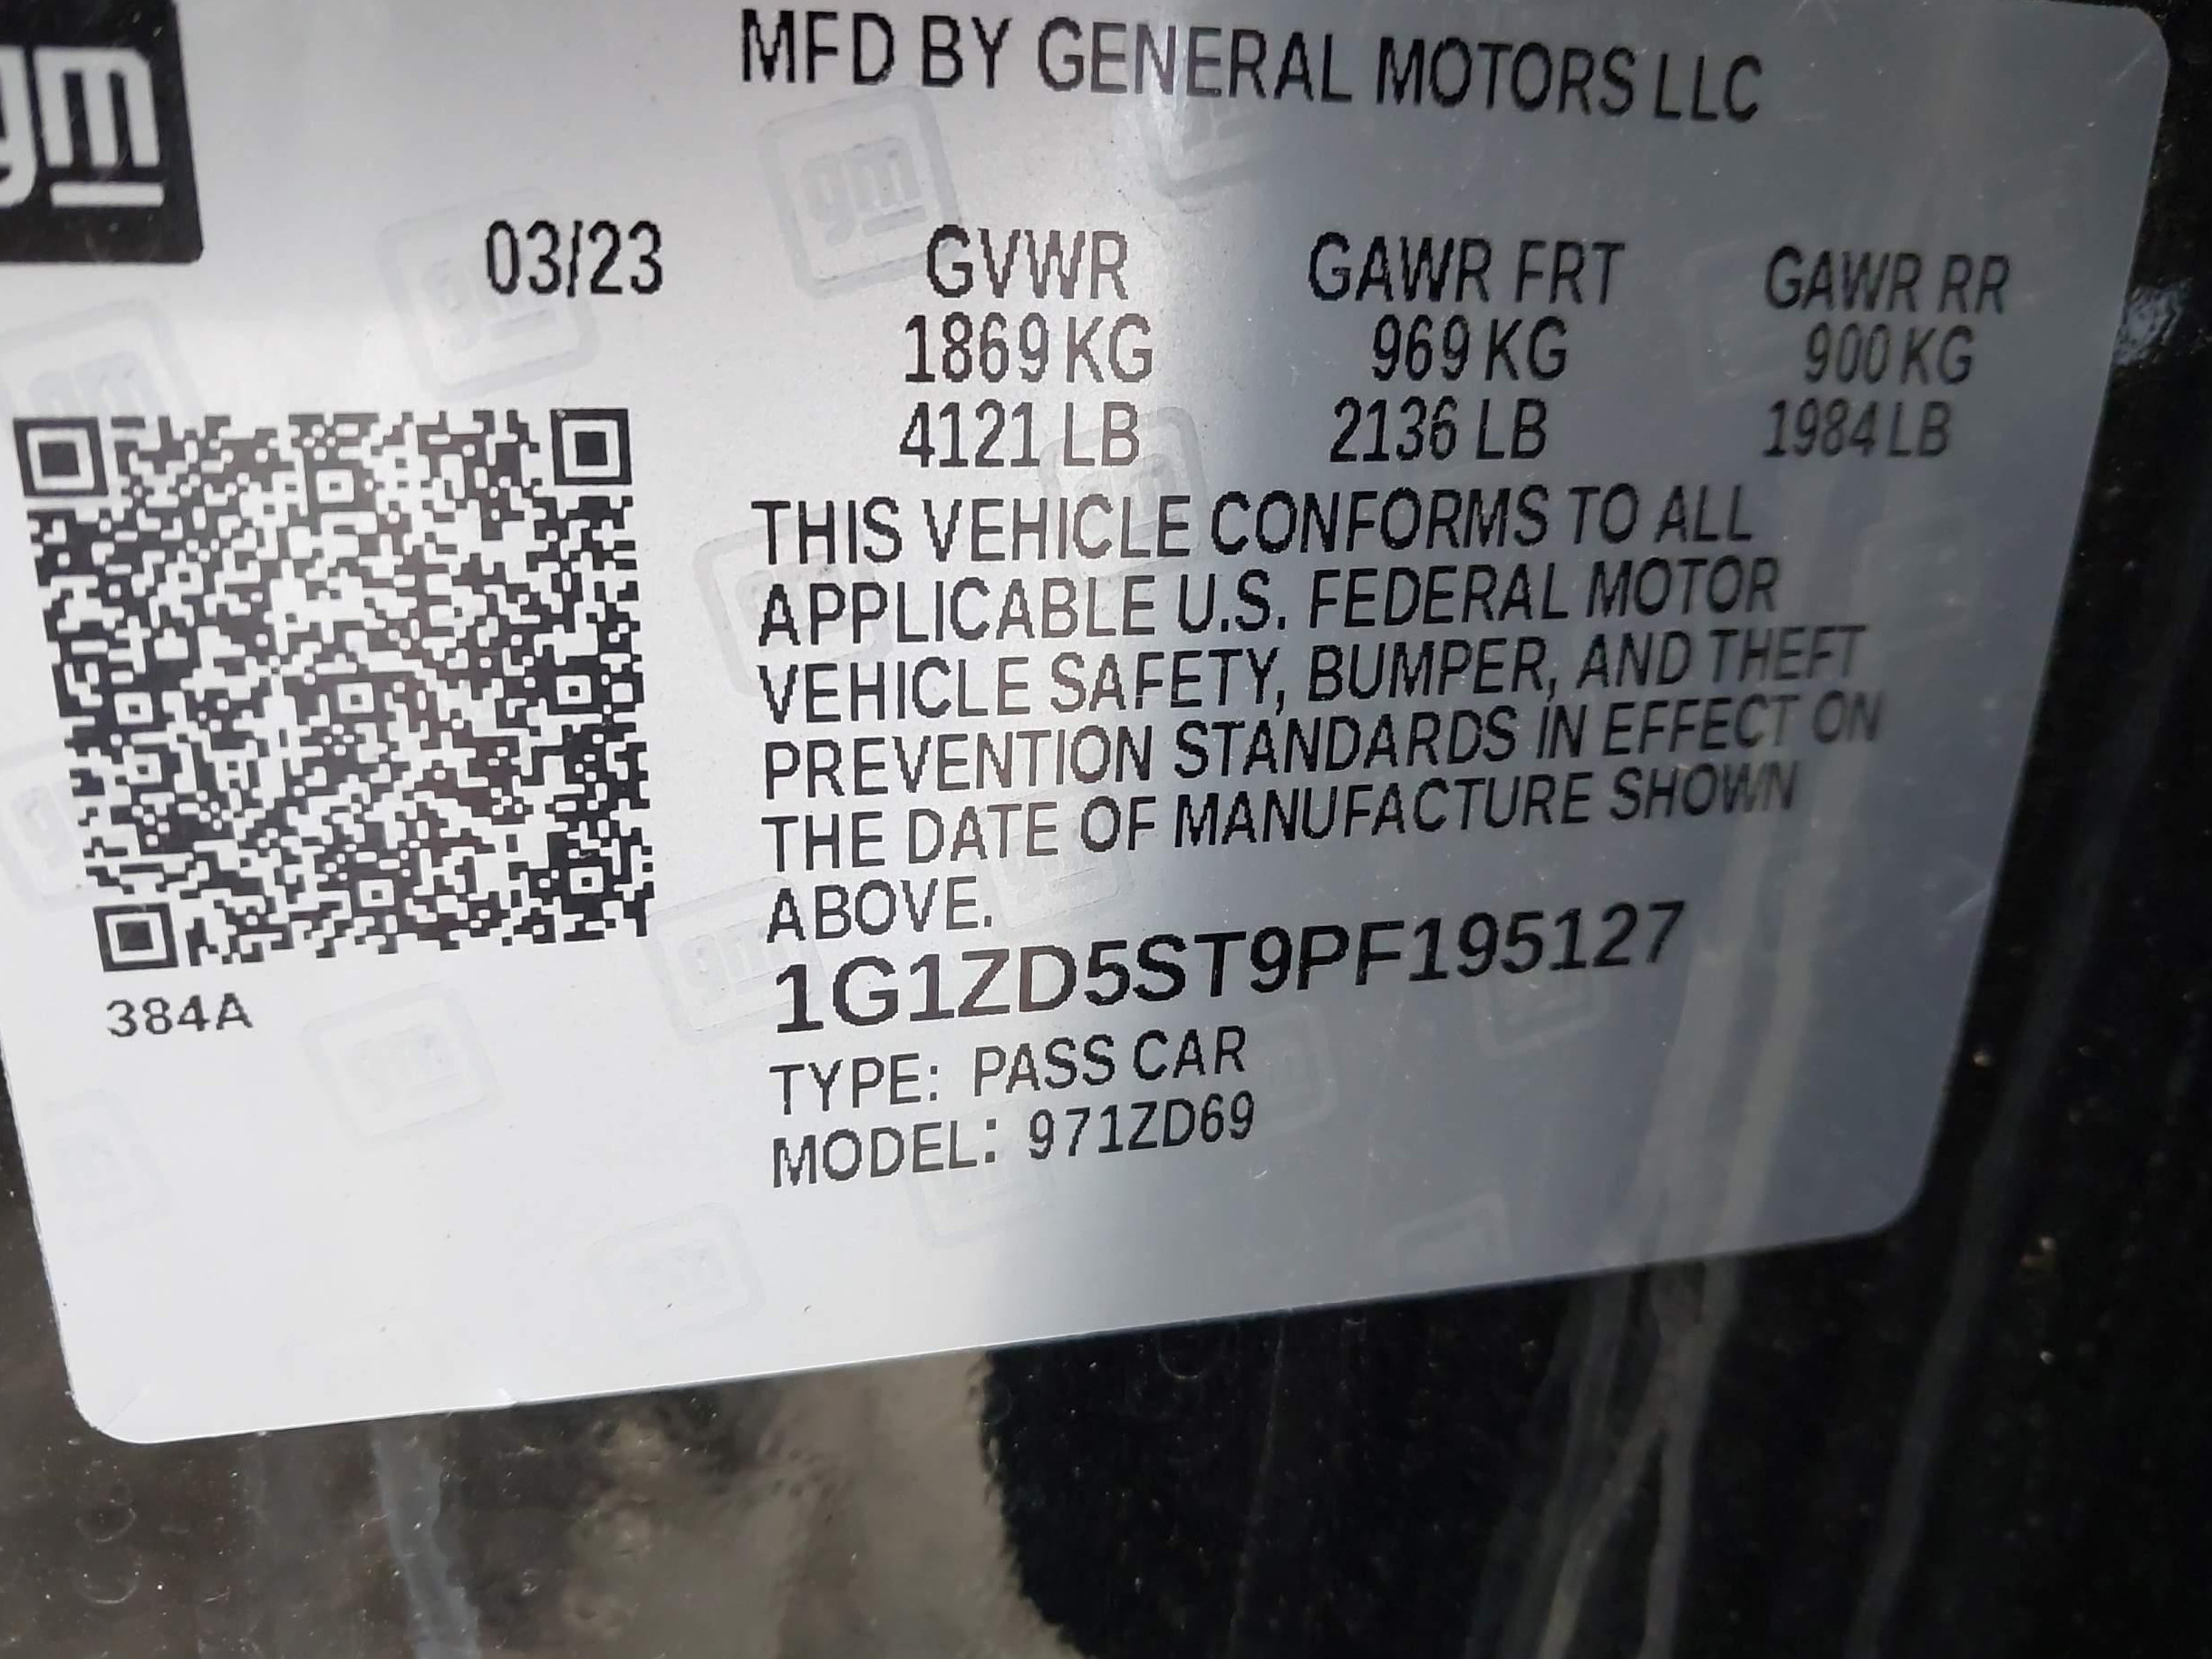 gm
MFD BY GENERAL MOTORS LLC
03/23 GVWR GAWR FRT GAWR RR
1869 KG 969 KG 900 KG
4121 LB 2136 LB 1984 LB
THIS VEHICLE CONFORMS TO ALL
APPLICABLE U.S. FEDERAL MOTOR
VEHICLE SAFETY, BUMPER, AND THEFT
PREVENTION STANDARDS IN EFFECT ON
THE DATE OF MANUFACTURE SHOWN
ABOVE.
1G1ZD5ST9PF195127
384A
TYPE: PASS CAR
MODEL: 971ZD69